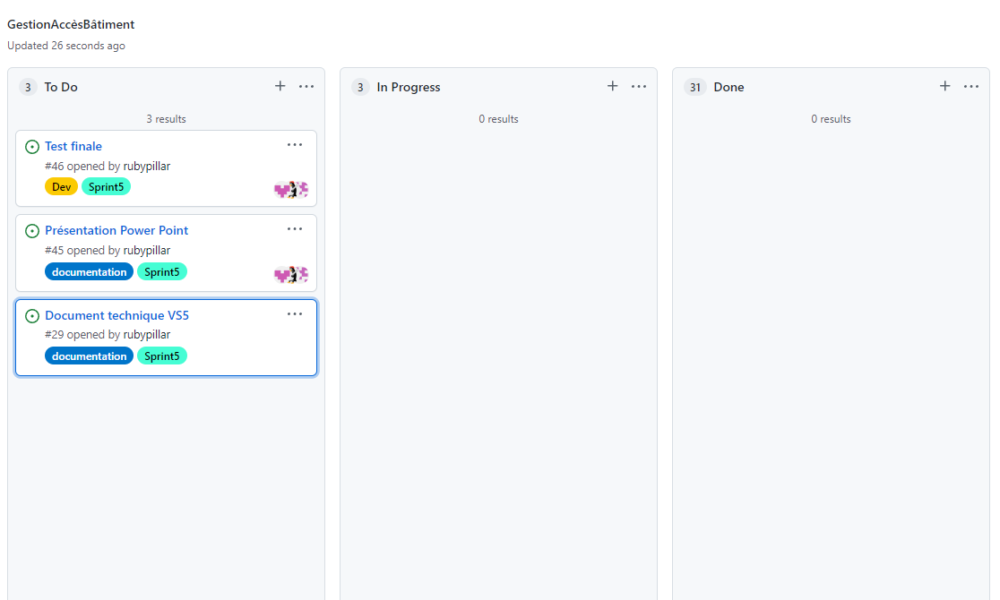 GestionAccèsBâtiment
Updated 26 seconds ago
3 To Do
3 results
Test finale
#46 opened by rubypillar
Dev Sprint5
Présentation Power Point
#45 opened by rubypillar
documentation Sprint5
Document technique VS5
#29 opened by rubypillar
documentation Sprint5
3 In Progress
0 results
31 Done
0 results